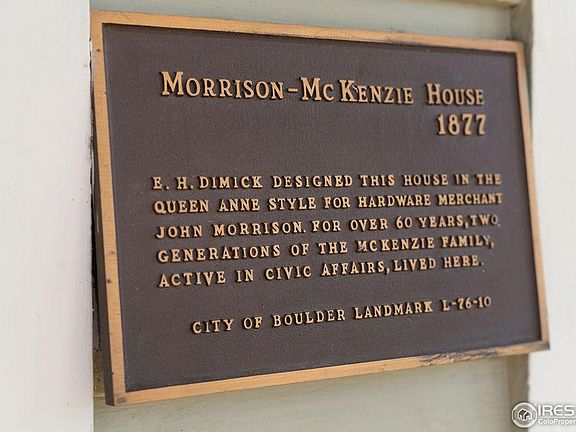 MORRISON-MCKENZIE HOUSE
1877
E. H. DIMICK DESIGNED THIS HOUSE IN THE
QUEEN ANNE STYLE FOR HARDWARE MERCHANT
JOHN MORRISON. FOR OVER 60 YEARS, TWO
GENERATIONS OF THE MCKENZIE FAMILY,
ACTIVE IN CIVIC AFFAIRS, LIVED HERE.
CITY OF BOULDER LANDMARK L-76-10
IRES
ColoProper